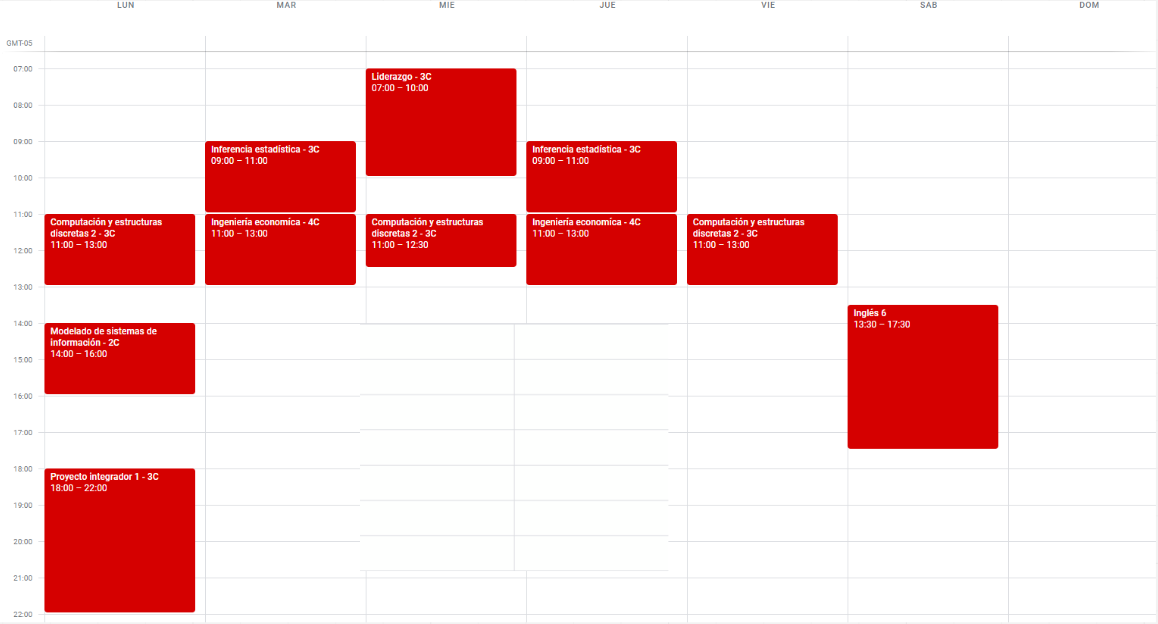 LUN MAR MIE JUE VIE SAB DOM
GMT-05
07:00
08:00
09:00
10:00
11:00
12:00
13:00
14:00
15:00
16:00
17:00
18:00
19:00
20:00
21:00
22:00
Computación y estructuras
discretas 2 - 3C
11:00 – 13:00
Modelado de sistemas de
información - 2C
14:00 – 16:00
Proyecto integrador 1 - 3C
18:00 – 22:00
Inferencia estadística - 3C
09:00 – 11:00
Ingeniería economíca - 4C
11:00 – 13:00
Liderazgo - 3C
07:00 – 10:00
Computación y estructuras
discretas 2 - 3C
11:00 – 12:30
Inferencia estadística - 3C
09:00 – 11:00
Ingeniería economíca - 4C
11:00 – 13:00
Computación y estructuras
discretas 2 - 3C
11:00 – 13:00
Inglés 6
13:30 – 17:30